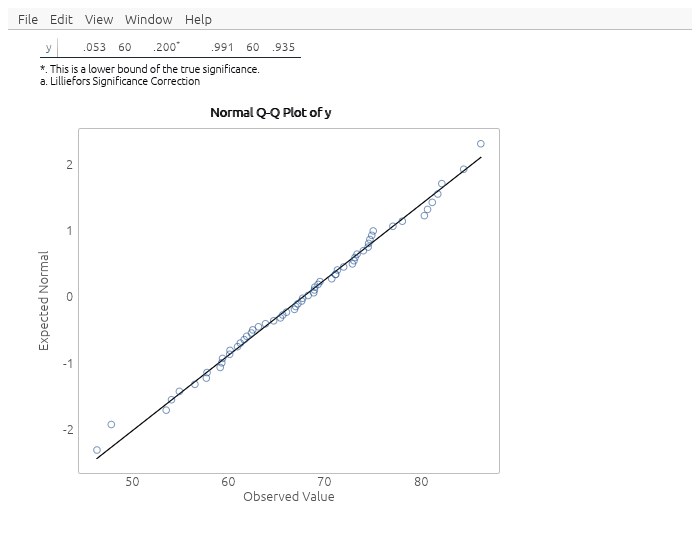 File Edit View Window Help
y .053 60 .200* .991 60 .935
*. This is a lower bound of the true significance.
a. Lilliefors Significance Correction
Normal Q-Q Plot of y
2
1
0
-1
-2
Expected Normal
50 60 70 80
Observed Value